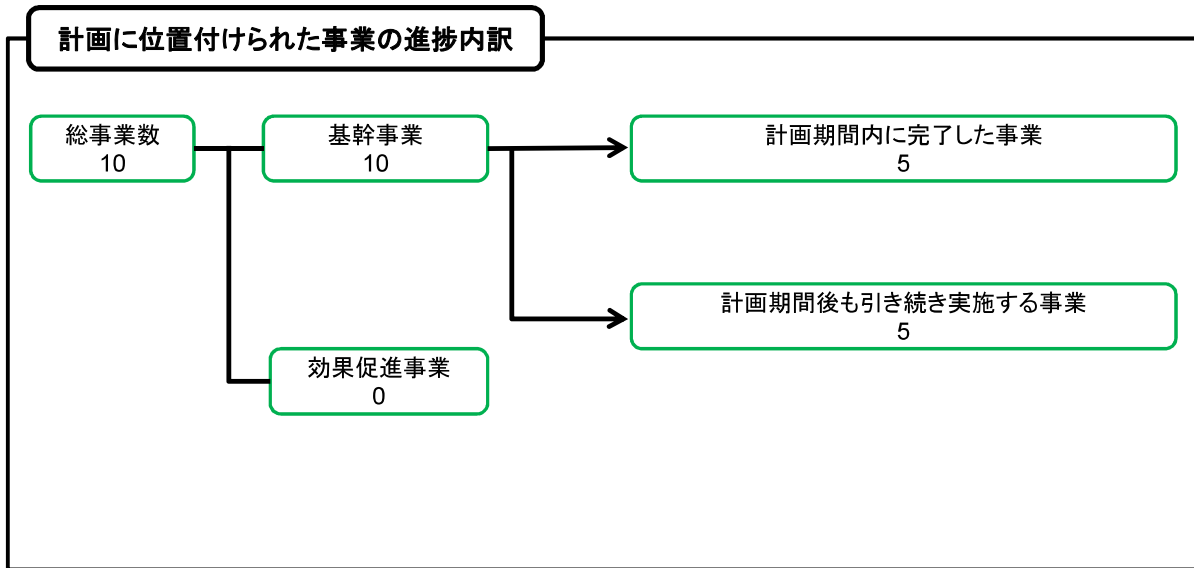 計画に位置付けられた事業の進捗内訳
総事業数
10
基幹事業
10
計画期間内に完了した事業
5
計画期間後も引き続き実施する事業
5
効果促進事業
0